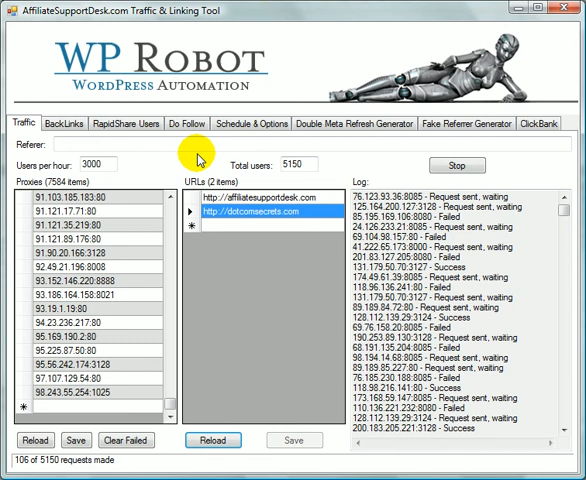 AffiliateSupportDesk.com Traffic & Linking Tool
WP ROBOT
WORDPRESS AUTOMATION
Traffic BackLinks RapidShare Users Do Follow Schedule & Options Double Meta Refresh Generator Fake Referrer Generator ClickBank
Referer:
Users per hour: 3000 Total users: 5150 Stop
Proxies (7584 items)
91.103.185.183:80
91.121.17.71:80
91.121.35.219:80
91.121.89.176:80
91.90.20.166:3128
92.49.21.196:8008
93.152.146.220:8888
93.186.164.158:8021
93.19.1.19:80
94.23.236.217:80
95.169.190.2:80
95.225.87.50:80
95.56.242.174:3128
97.107.129.54:80
98.243.55.254:1025
Reload Save Clear Failed
URLs (2 items)
http://affiliatesupportdesk.com
http://dotcomsecrets.com
Reload Save
Log:
76.123.93.36:8085 - Request sent, waiting
125.164.200.127:3128 - Request sent, waiting
85.195.169.106:8080 - Failed
24.126.233.21:8085 - Request sent, waiting
69.104.98.157:8085 - Failed
41.222.65.173:8000 - Request sent, waiting
201.83.127.205:8080 - Failed
131.179.50.70:3127 - Success
174.49.61.39:8085 - Request sent, waiting
118.96.136.241:80 - Failed
131.179.50.70:3127 - Request sent, waiting
89.189.84.72:80 - Request sent, waiting
128.112.139.29:3124 - Success
69.76.158.20:8085 - Failed
190.253.89.130:3128 - Request sent, waiting
68.191.135.204:8085 - Failed
98.194.14.68:8085 - Request sent, waiting
89.189.85.227:80 - Request sent, waiting
76.185.230.188:8085 - Failed
118.98.216.141:80 - Request sent, waiting
173.168.59.147:8085 - Request sent, waiting
110.136.221.232:8080 - Failed
128.112.139.29:3124 - Request sent, waiting
200.183.205.221:3128 - Request sent, waiting
106 of 5150 requests made